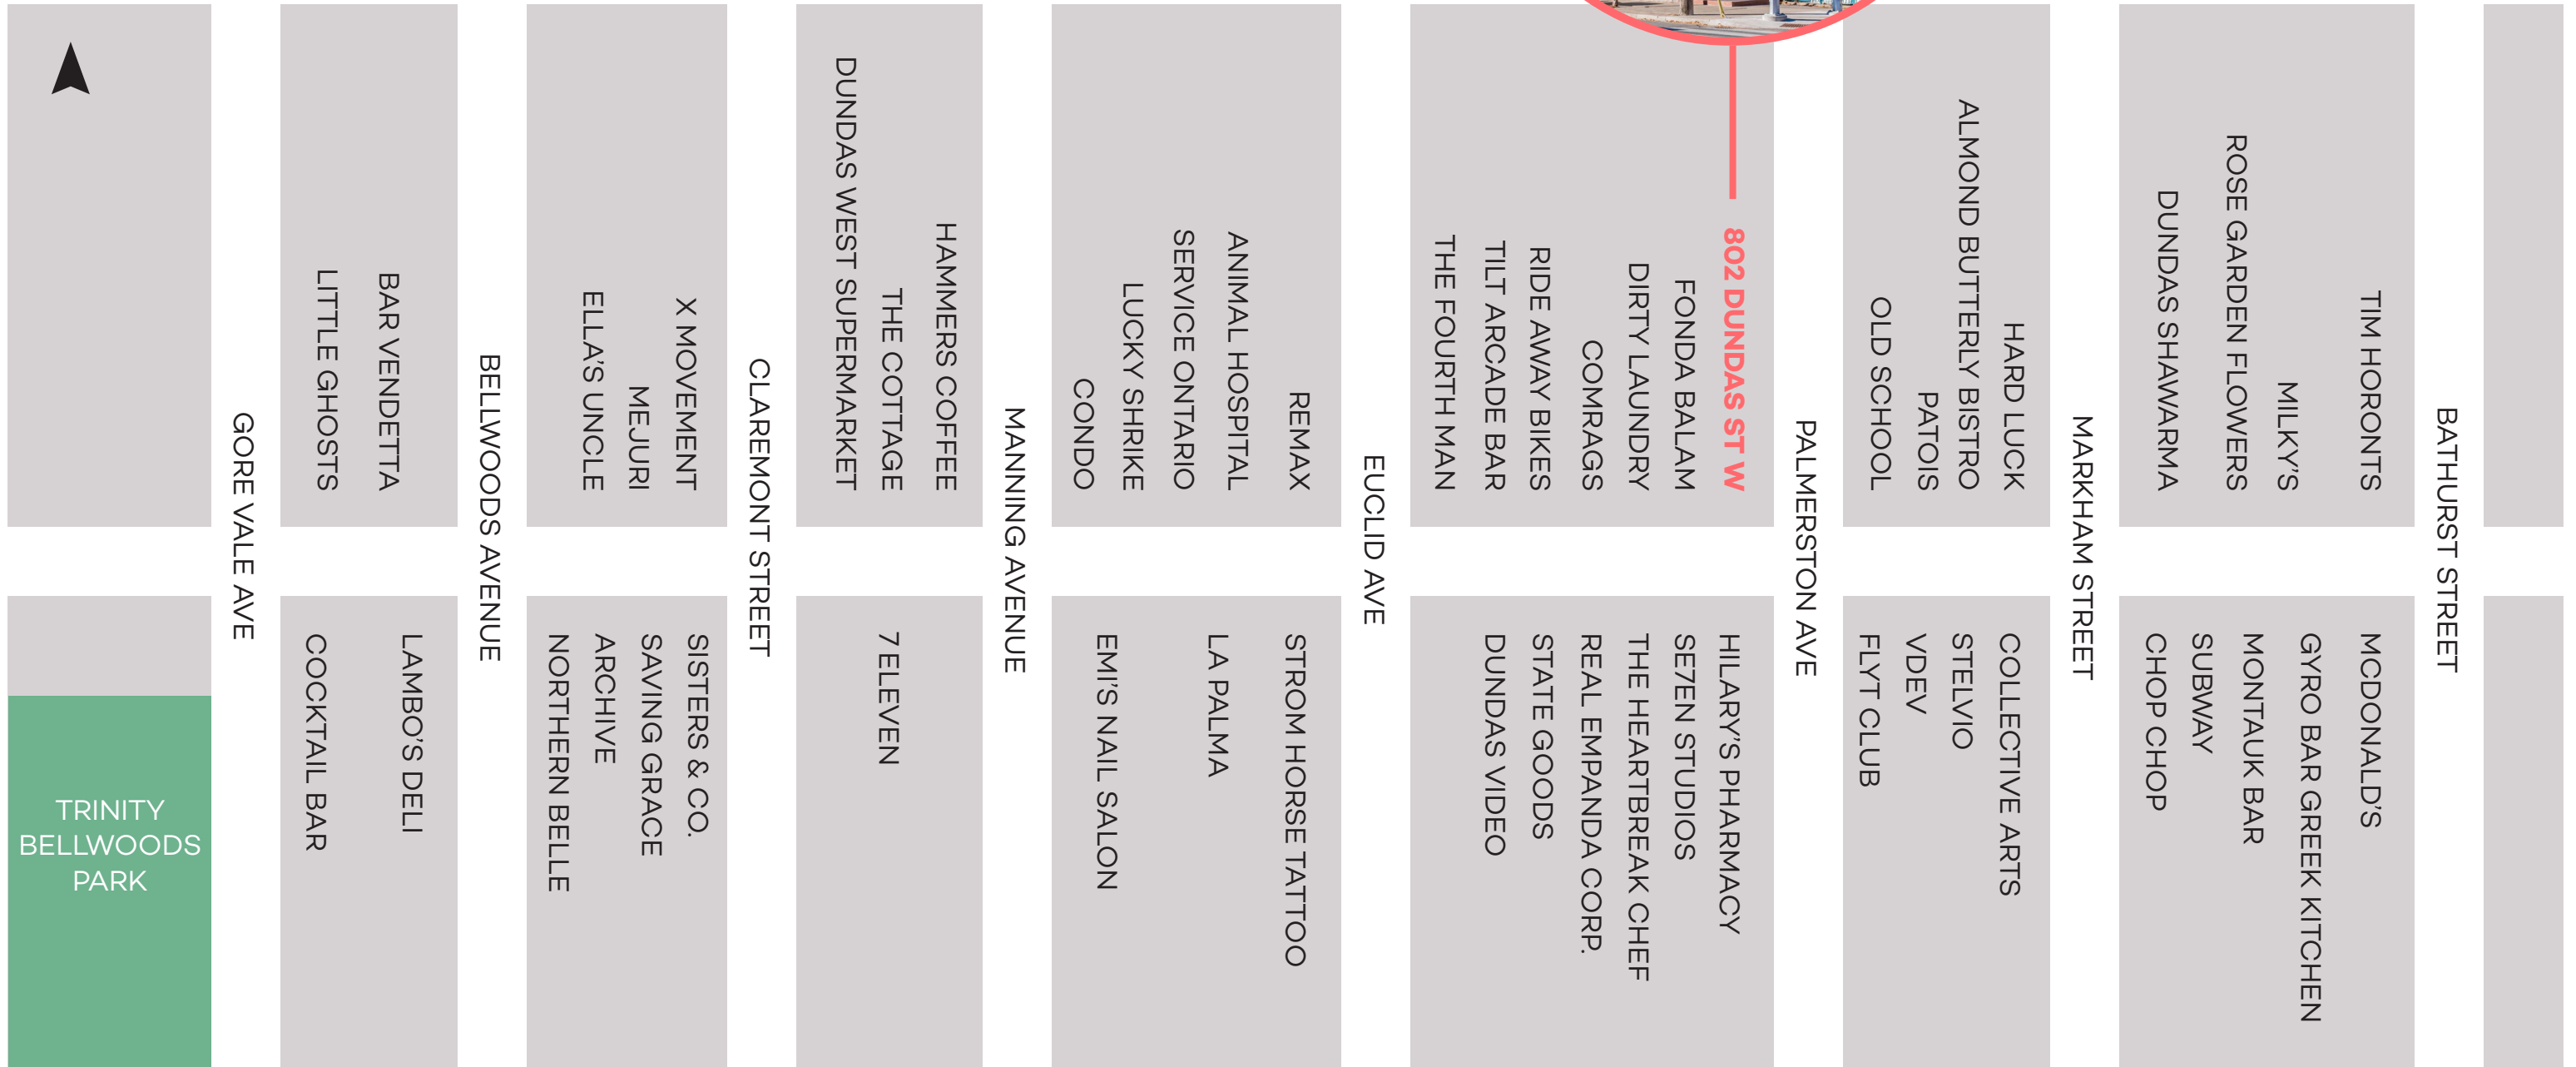 GORE VALE AVE
LITTLE GHOSTS
BAR VENDETTA
BELLWOODS AVENUE
ELLA'S UNCLE
MEJURI
X MOVEMENT
CLAREMONT STREET
DUNDAS WEST SUPERMARKET
THE COTTAGE
HAMMERS COFFEE
MANNING AVENUE
CONDO
LUCKY SHRIKE
SERVICE ONTARIO
ANIMAL HOSPITAL
REMAX
EUCLID AVE
THE FOURTH MAN
TILT ARCADE BAR
RIDE AWAY BIKES
COMRAGS
DIRTY LAUNDRY
FONDA BALAM
802 DUNDAS ST W
PALMERSTON AVE
OLD SCHOOL
PATOIS
ALMOND BUTTERLY BISTRO
HARD LUCK
MARKHAM STREET
DUNDAS SHAWARMA
ROSE GARDEN FLOWERS
MILKY'S
TIM HORONTS
BATHURST STREET
TRINITY
BELLWOODS
PARK
COCKTAIL BAR
LAMBO'S DELI
NORTHERN BELLE
ARCHIVE
SAVING GRACE
SISTERS & CO.
7 ELEVEN
EMI'S NAIL SALON
LA PALMA
STROM HORSE TATTOO
DUNDAS VIDEO
STATE GOODS
REAL EMPANDA CORP.
THE HEARTBREAK CHEF
SE7EN STUDIOS
HILARY'S PHARMACY
FLYT CLUB
VDEV
STELVIO
COLLECTIVE ARTS
CHOP CHOP
SUBWAY
MONTAUK BAR
GYRO BAR GREEK KITCHEN
MCDONALD'S